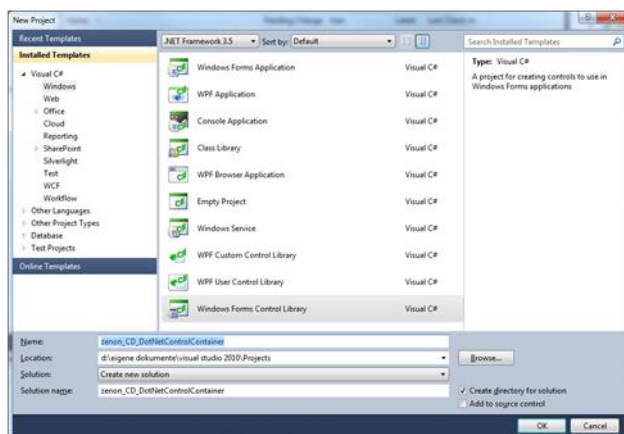 New Project
Recent Templates
Installed Templates
Visual C#
Windows
Web
Office
Cloud
Reporting
SharePoint
Silverlight
Test
WCF
Workflow
Other Languages
Other Project Types
Database
Test Projects
Online Templates
.NET Framework 3.5 Sort by: Default
Windows Forms Application Visual C#
WPF Application Visual C#
Console Application Visual C#
Class Library Visual C#
WPF Browser Application Visual C#
Empty Project Visual C#
Windows Service Visual C#
WPF Custom Control Library Visual C#
WPF User Control Library Visual C#
Windows Forms Control Library Visual C#
Search Installed Templates
Type: Visual C#
A project for creating controls to use in
Windows Forms applications
Name: zenon_CD_DotNetControlContainer
Location: d:\eigene dokumente\visual studio 2010\Projects Browse...
Solution: Create new solution
Solution name: zenon_CD_DotNetControlContainer Create directory for solution
Add to source control
OK Cancel